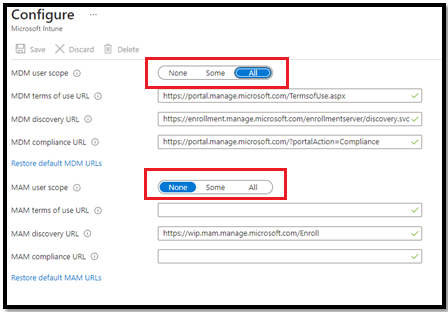 Configure ...
Microsoft Intune
Save Discard Delete
MDM user scope None Some All
MDM terms of use URL https://portal.manage.microsoft.com/TermsofUse.aspx
MDM discovery URL https://enrollment.manage.microsoft.com/enrollmentserver/discovery.svc
MDM compliance URL https://portal.manage.microsoft.com/?portalAction=Compliance
Restore default MDM URLs
MAM user scope None Some All
MAM terms of use URL
MAM discovery URL https://wip.mam.manage.microsoft.com/Enroll
MAM compliance URL
Restore default MAM URLs